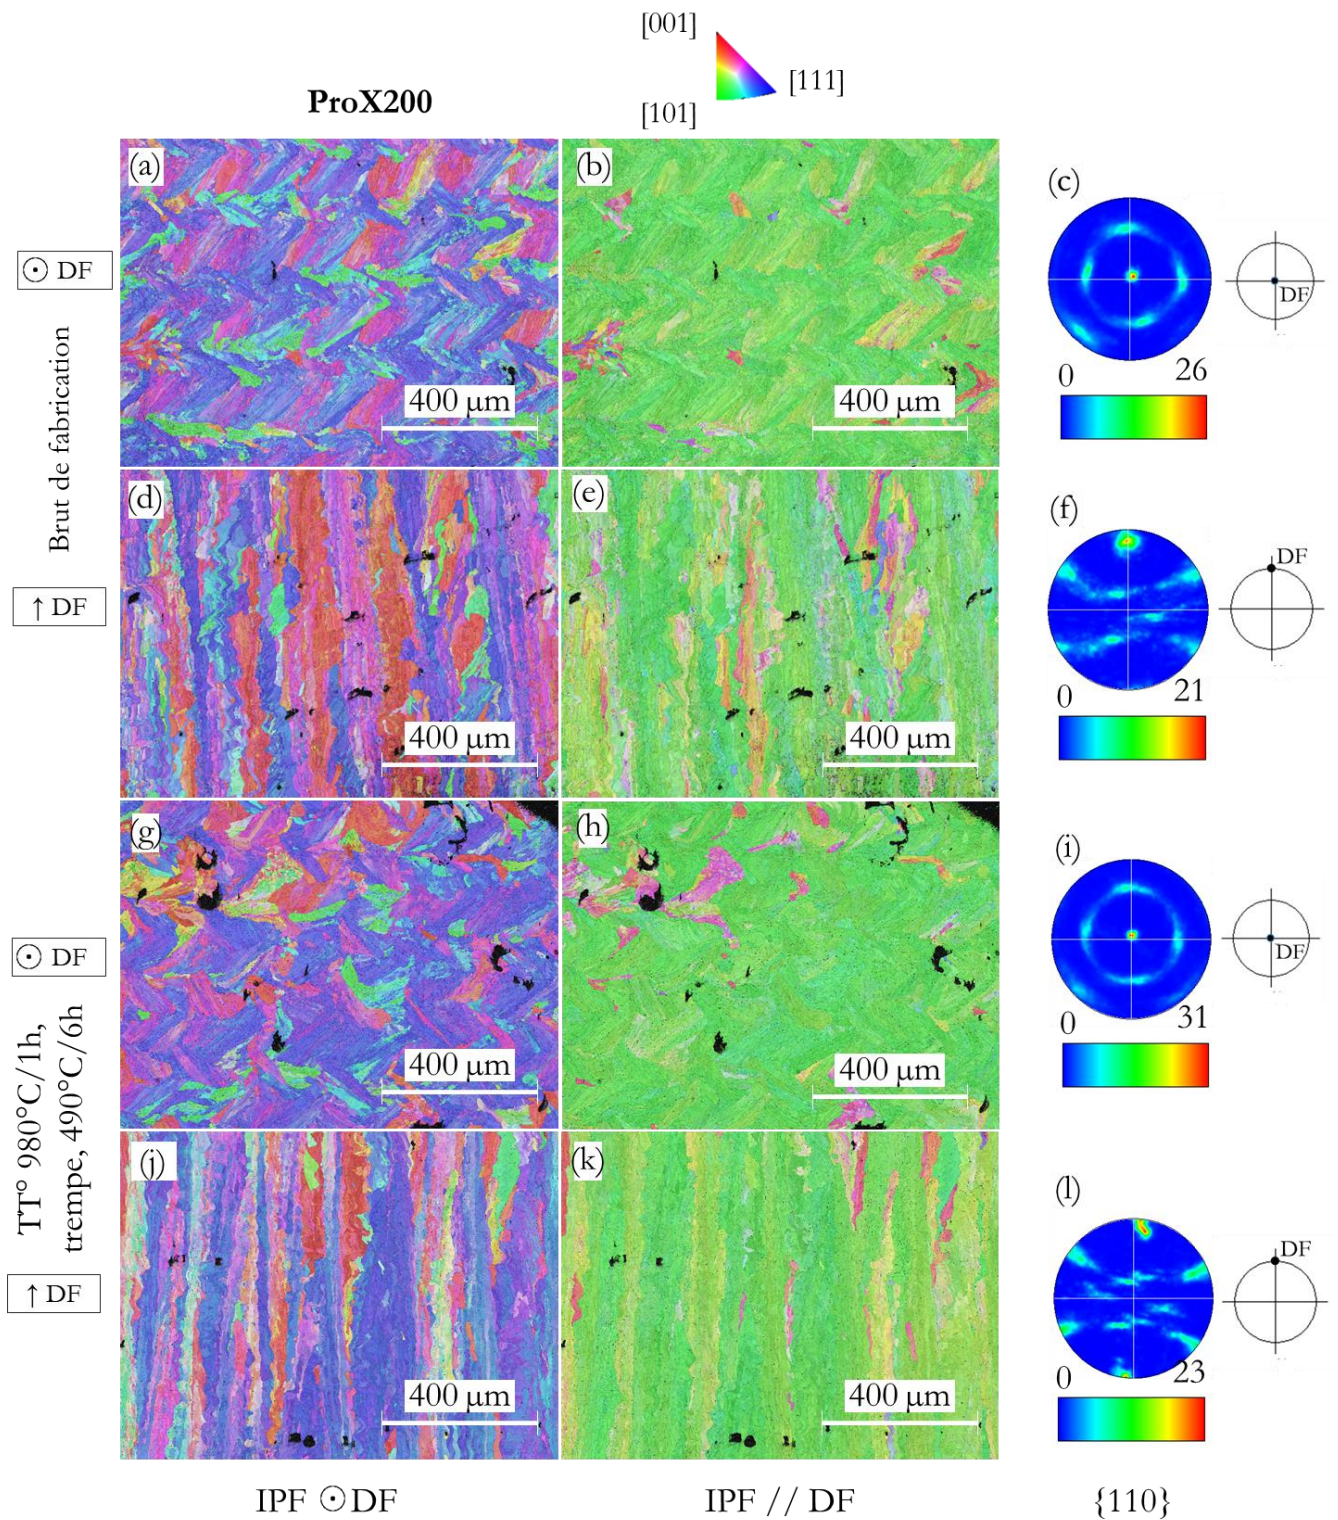 [001]
[111]
[101]
ProX200
(a)
(b)
(c)
⊙ DF
DF
0 26
400 µm
400 µm
Brut de fabrication
(d)
(e)
(f)
DF
↑ DF
0 21
400 µm
400 µm
(g)
(h)
(i)
⊙ DF
DF
0 31
400 µm
400 µm
TT° 980°C/1h,
trempe, 490°C/6h
(j)
(k)
(l)
DF
↑ DF
0 23
400 µm
400 µm
IPF ⊙ DF
IPF // DF
{110}